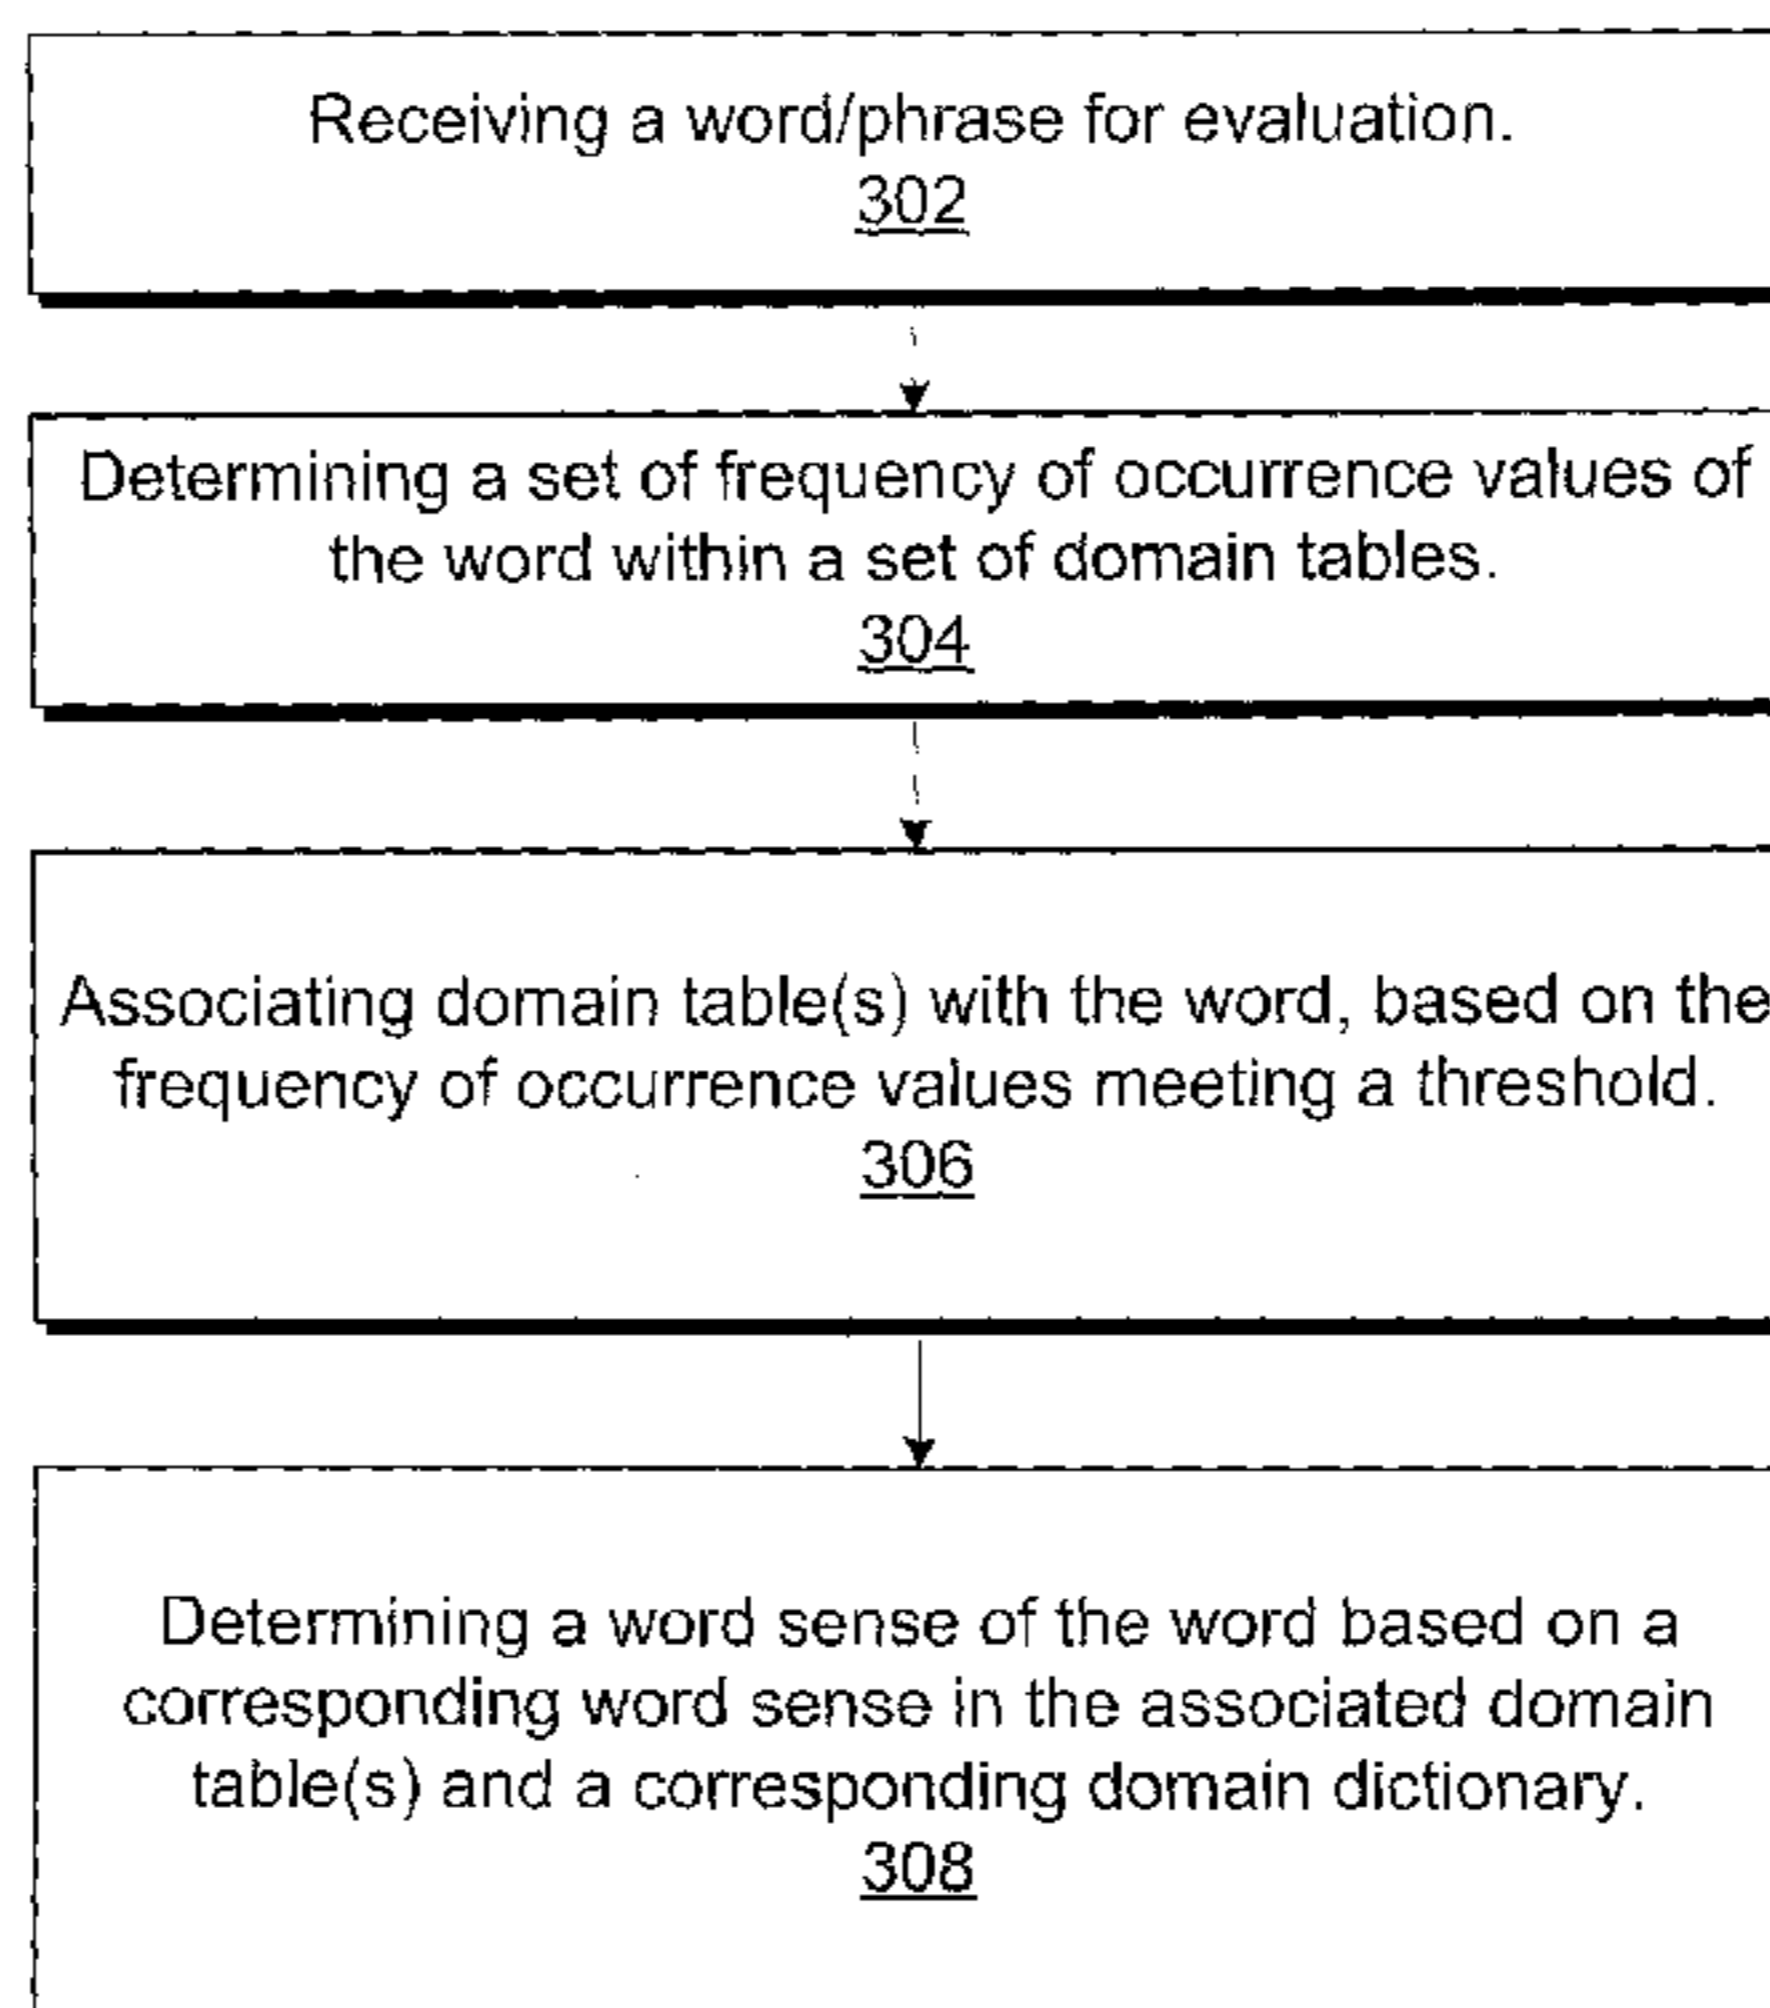 Receiving a word/phrase for evaluation.
302
Determining a set of frequency of occurrence values of
the word within a set of domain tables.
304
Associating domain table(s) with the word, based on the
frequency of occurrence values meeting a threshold.
306
Determining a word sense of the word based on a
corresponding word sense in the associated domain
table(s) and a corresponding domain dictionary.
308